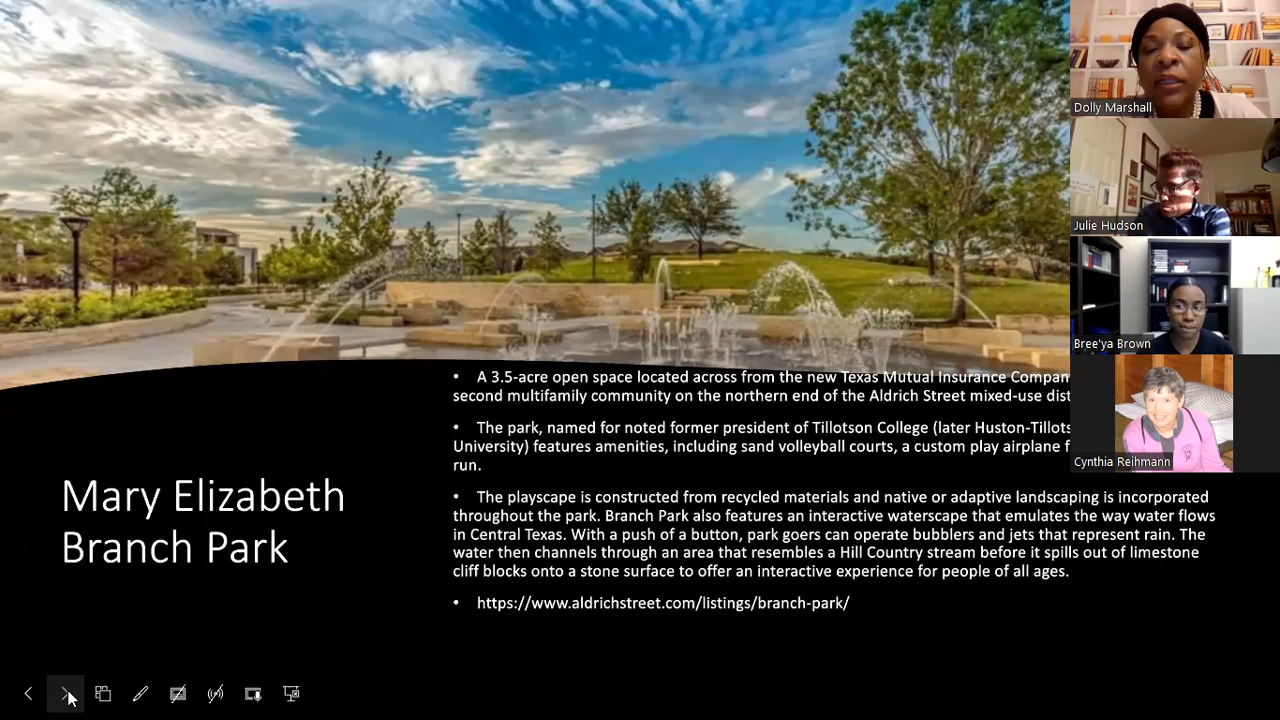 Dolly Marshall
Julie Hudson
Bree'ya Brown
Cynthia Reihmann
Mary Elizabeth
Branch Park
• A 3.5-acre open space located across from the new Texas Mutual Insurance
second multifamily community on the northern end of the Aldrich Street mixed-use
• The park, named for noted former president of Tillotson College (later
University) features amenities, including sand volleyball courts, a custom play airplane
run.
• The playscape is constructed from recycled materials and native or adaptive landscaping is incorporated
throughout the park. Branch Park also features an interactive waterscape that emulates the way water flows
in Central Texas. With a push of a button, park goers can operate bubblers and jets that represent rain. The
water then channels through an area that resembles a Hill Country stream before it spills out of limestone
cliff blocks onto a stone surface to offer an interactive experience for people of all ages.
• https://www.aldrichstreet.com/listings/branch-park/